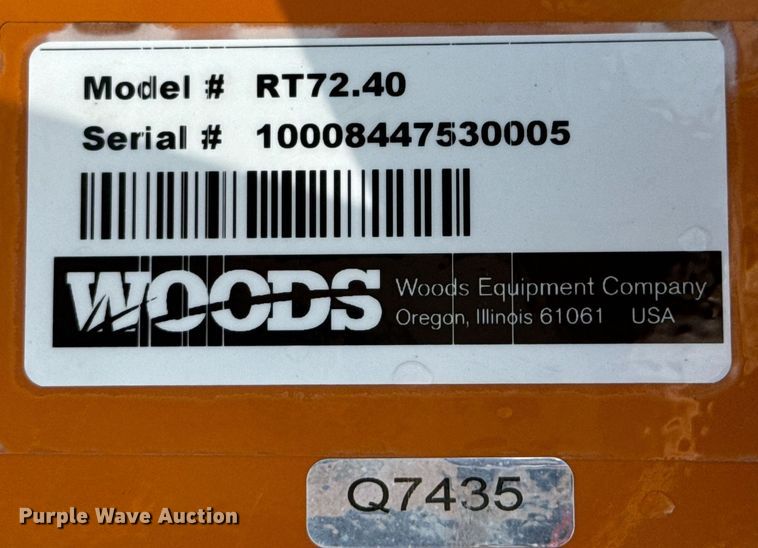 Model # RT72.40
Serial # 10008447530005
WOODS
Woods Equipment Company
Oregon, Illinois 61061 USA
Q7435
Purple Wave Auction